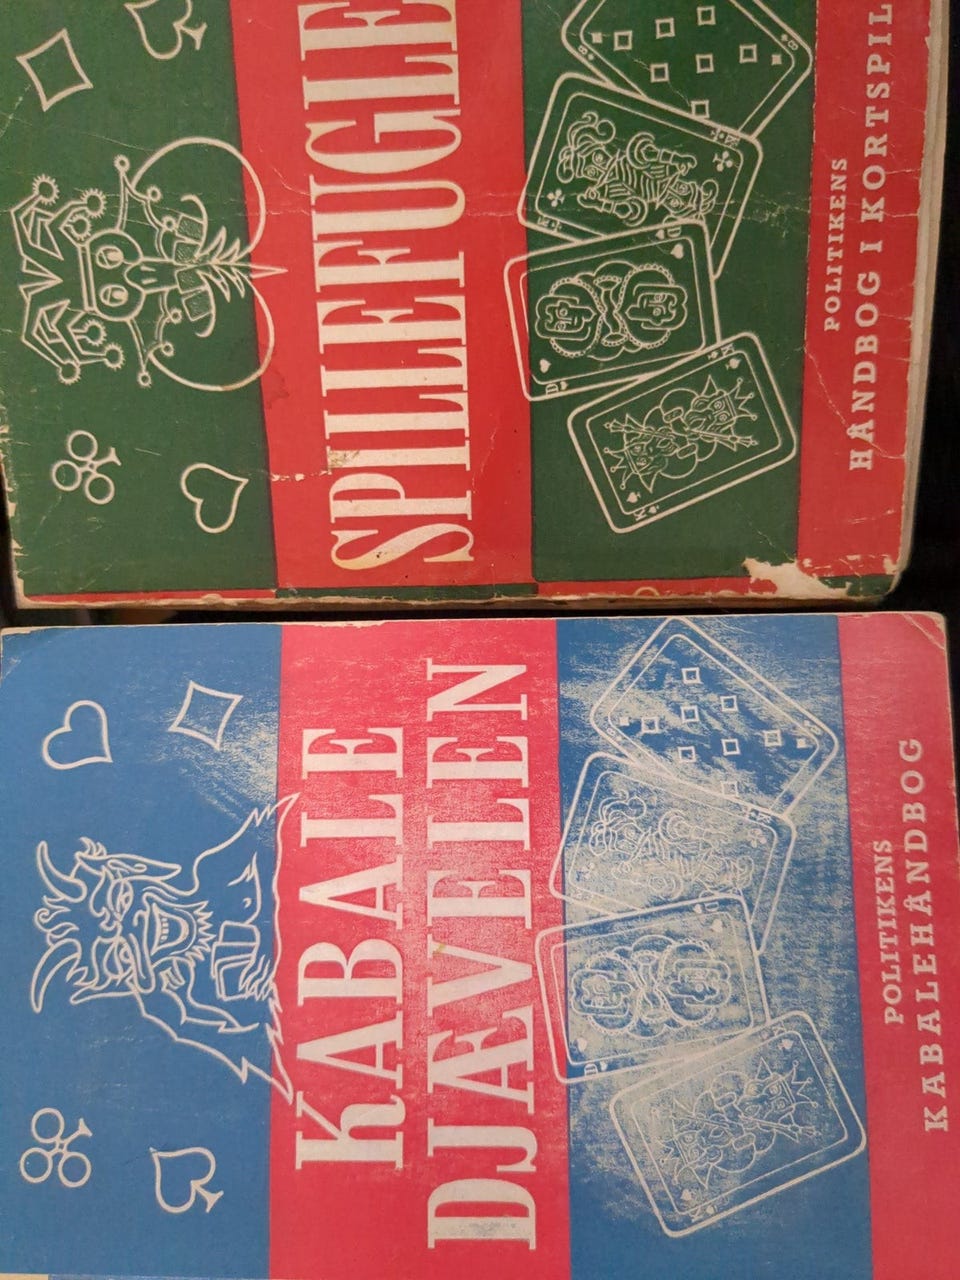 SPILLEFUGLE
POLITIKENS
HÅNDBOG I KORTSPIL
KABALE
DJÆVELEN
POLITIKENS
KABALEHÅNDBOG